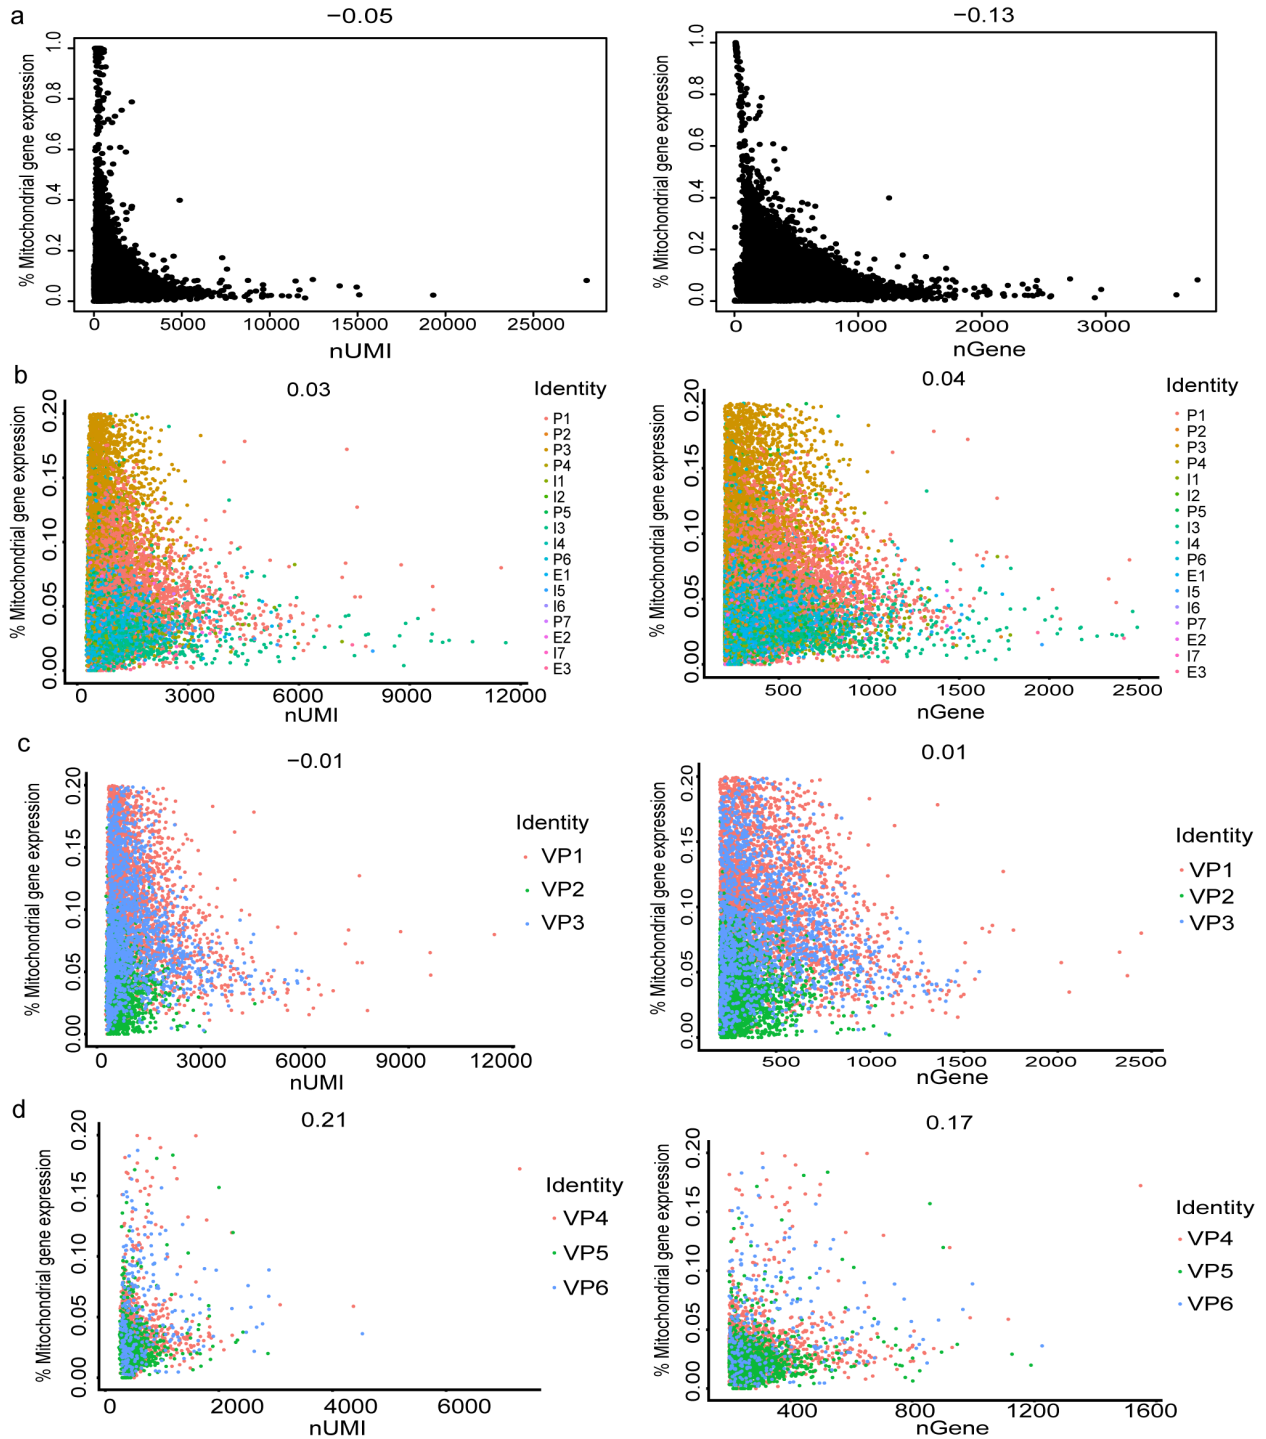 a
−0.05
% Mitochondrial gene expression
1.0
0.8
0.6
0.4
0.2
0.0
0 5000 10000 15000 20000 25000
nUMI
−0.13
% Mitochondrial gene expression
1.0
0.8
0.6
0.4
0.2
0.0
0 1000 2000 3000
nGene
b
0.03
% Mitochondrial gene expression
0.20
0.15
0.10
0.05
0.00
0 3000 6000 9000 12000
nUMI
Identity
P1
P2
P3
P4
I1
I2
P5
I3
I4
P6
E1
I5
I6
P7
E2
I7
E3
0.04
% Mitochondrial gene expression
0.20
0.15
0.10
0.05
0.00
500 1000 1500 2000 2500
nGene
Identity
P1
P2
P3
P4
I1
I2
P5
I3
I4
P6
E1
I5
I6
P7
E2
I7
E3
c
−0.01
% Mitochondrial gene expression
0.20
0.15
0.10
0.05
0.00
0 3000 6000 9000 12000
nUMI
Identity
VP1
VP2
VP3
0.01
% Mitochondrial gene expression
0.20
0.15
0.10
0.05
0.00
500 1000 1500 2000 2500
nGene
Identity
VP1
VP2
VP3
d
0.21
% Mitochondrial gene expression
0.20
0.15
0.10
0.05
0.00
0 2000 4000 6000
nUMI
Identity
VP4
VP5
VP6
0.17
% Mitochondrial gene expression
0.20
0.15
0.10
0.05
0.00
400 800 1200 1600
nGene
Identity
VP4
VP5
VP6